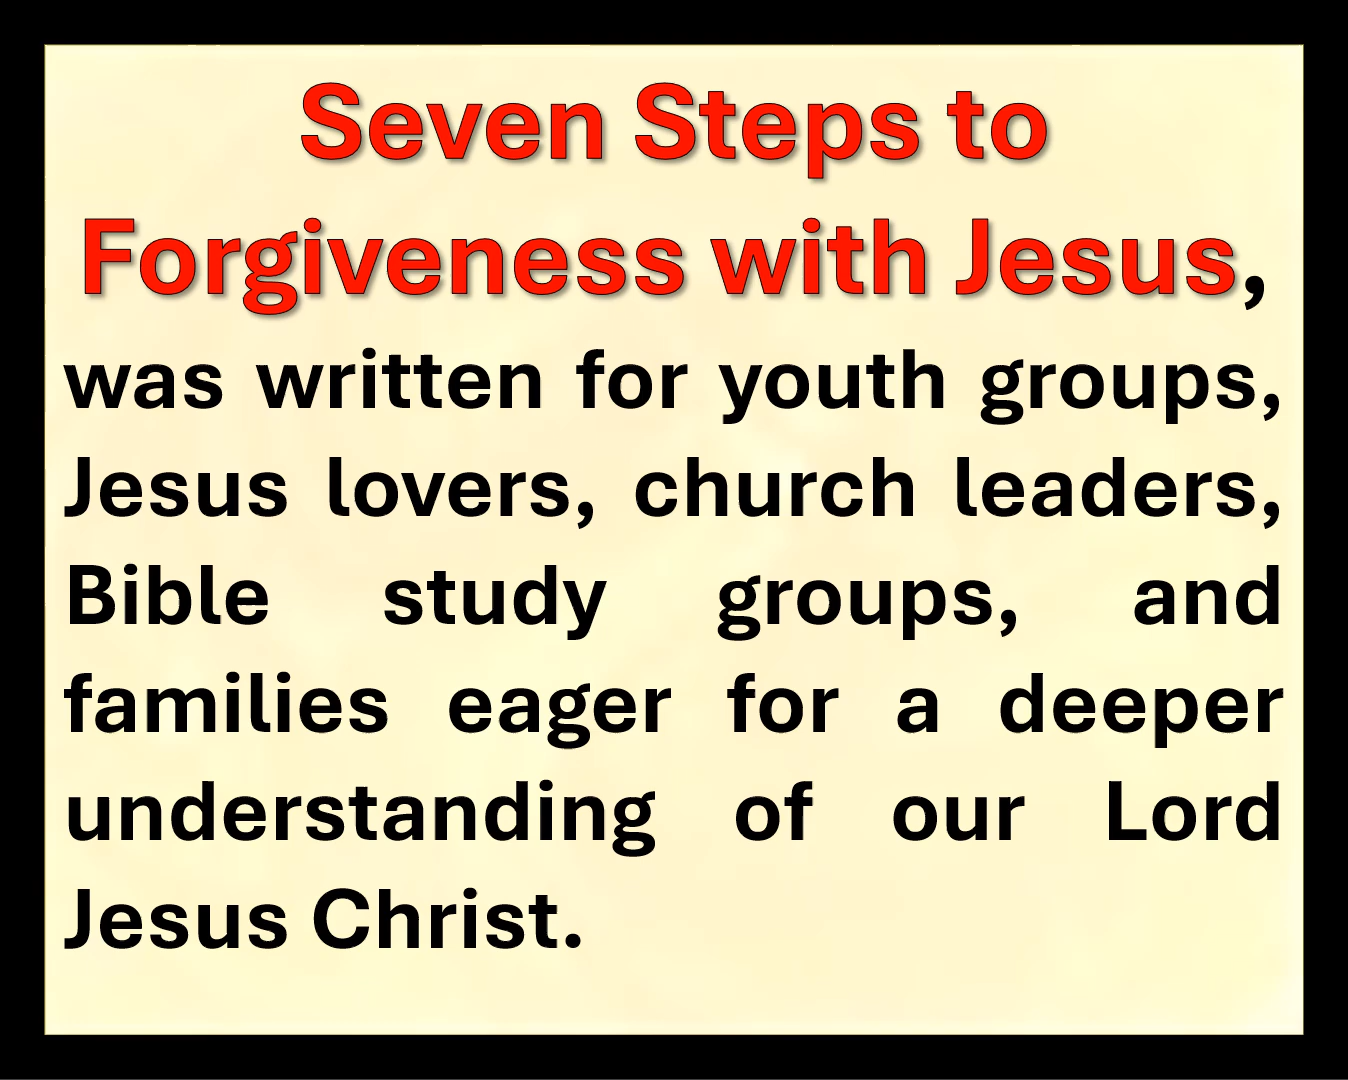 Seven Steps to
Forgiveness with Jesus,
was written for youth groups,
Jesus lovers, church leaders,
Bible study groups, and
families eager for a deeper
understanding of our Lord
Jesus Christ.